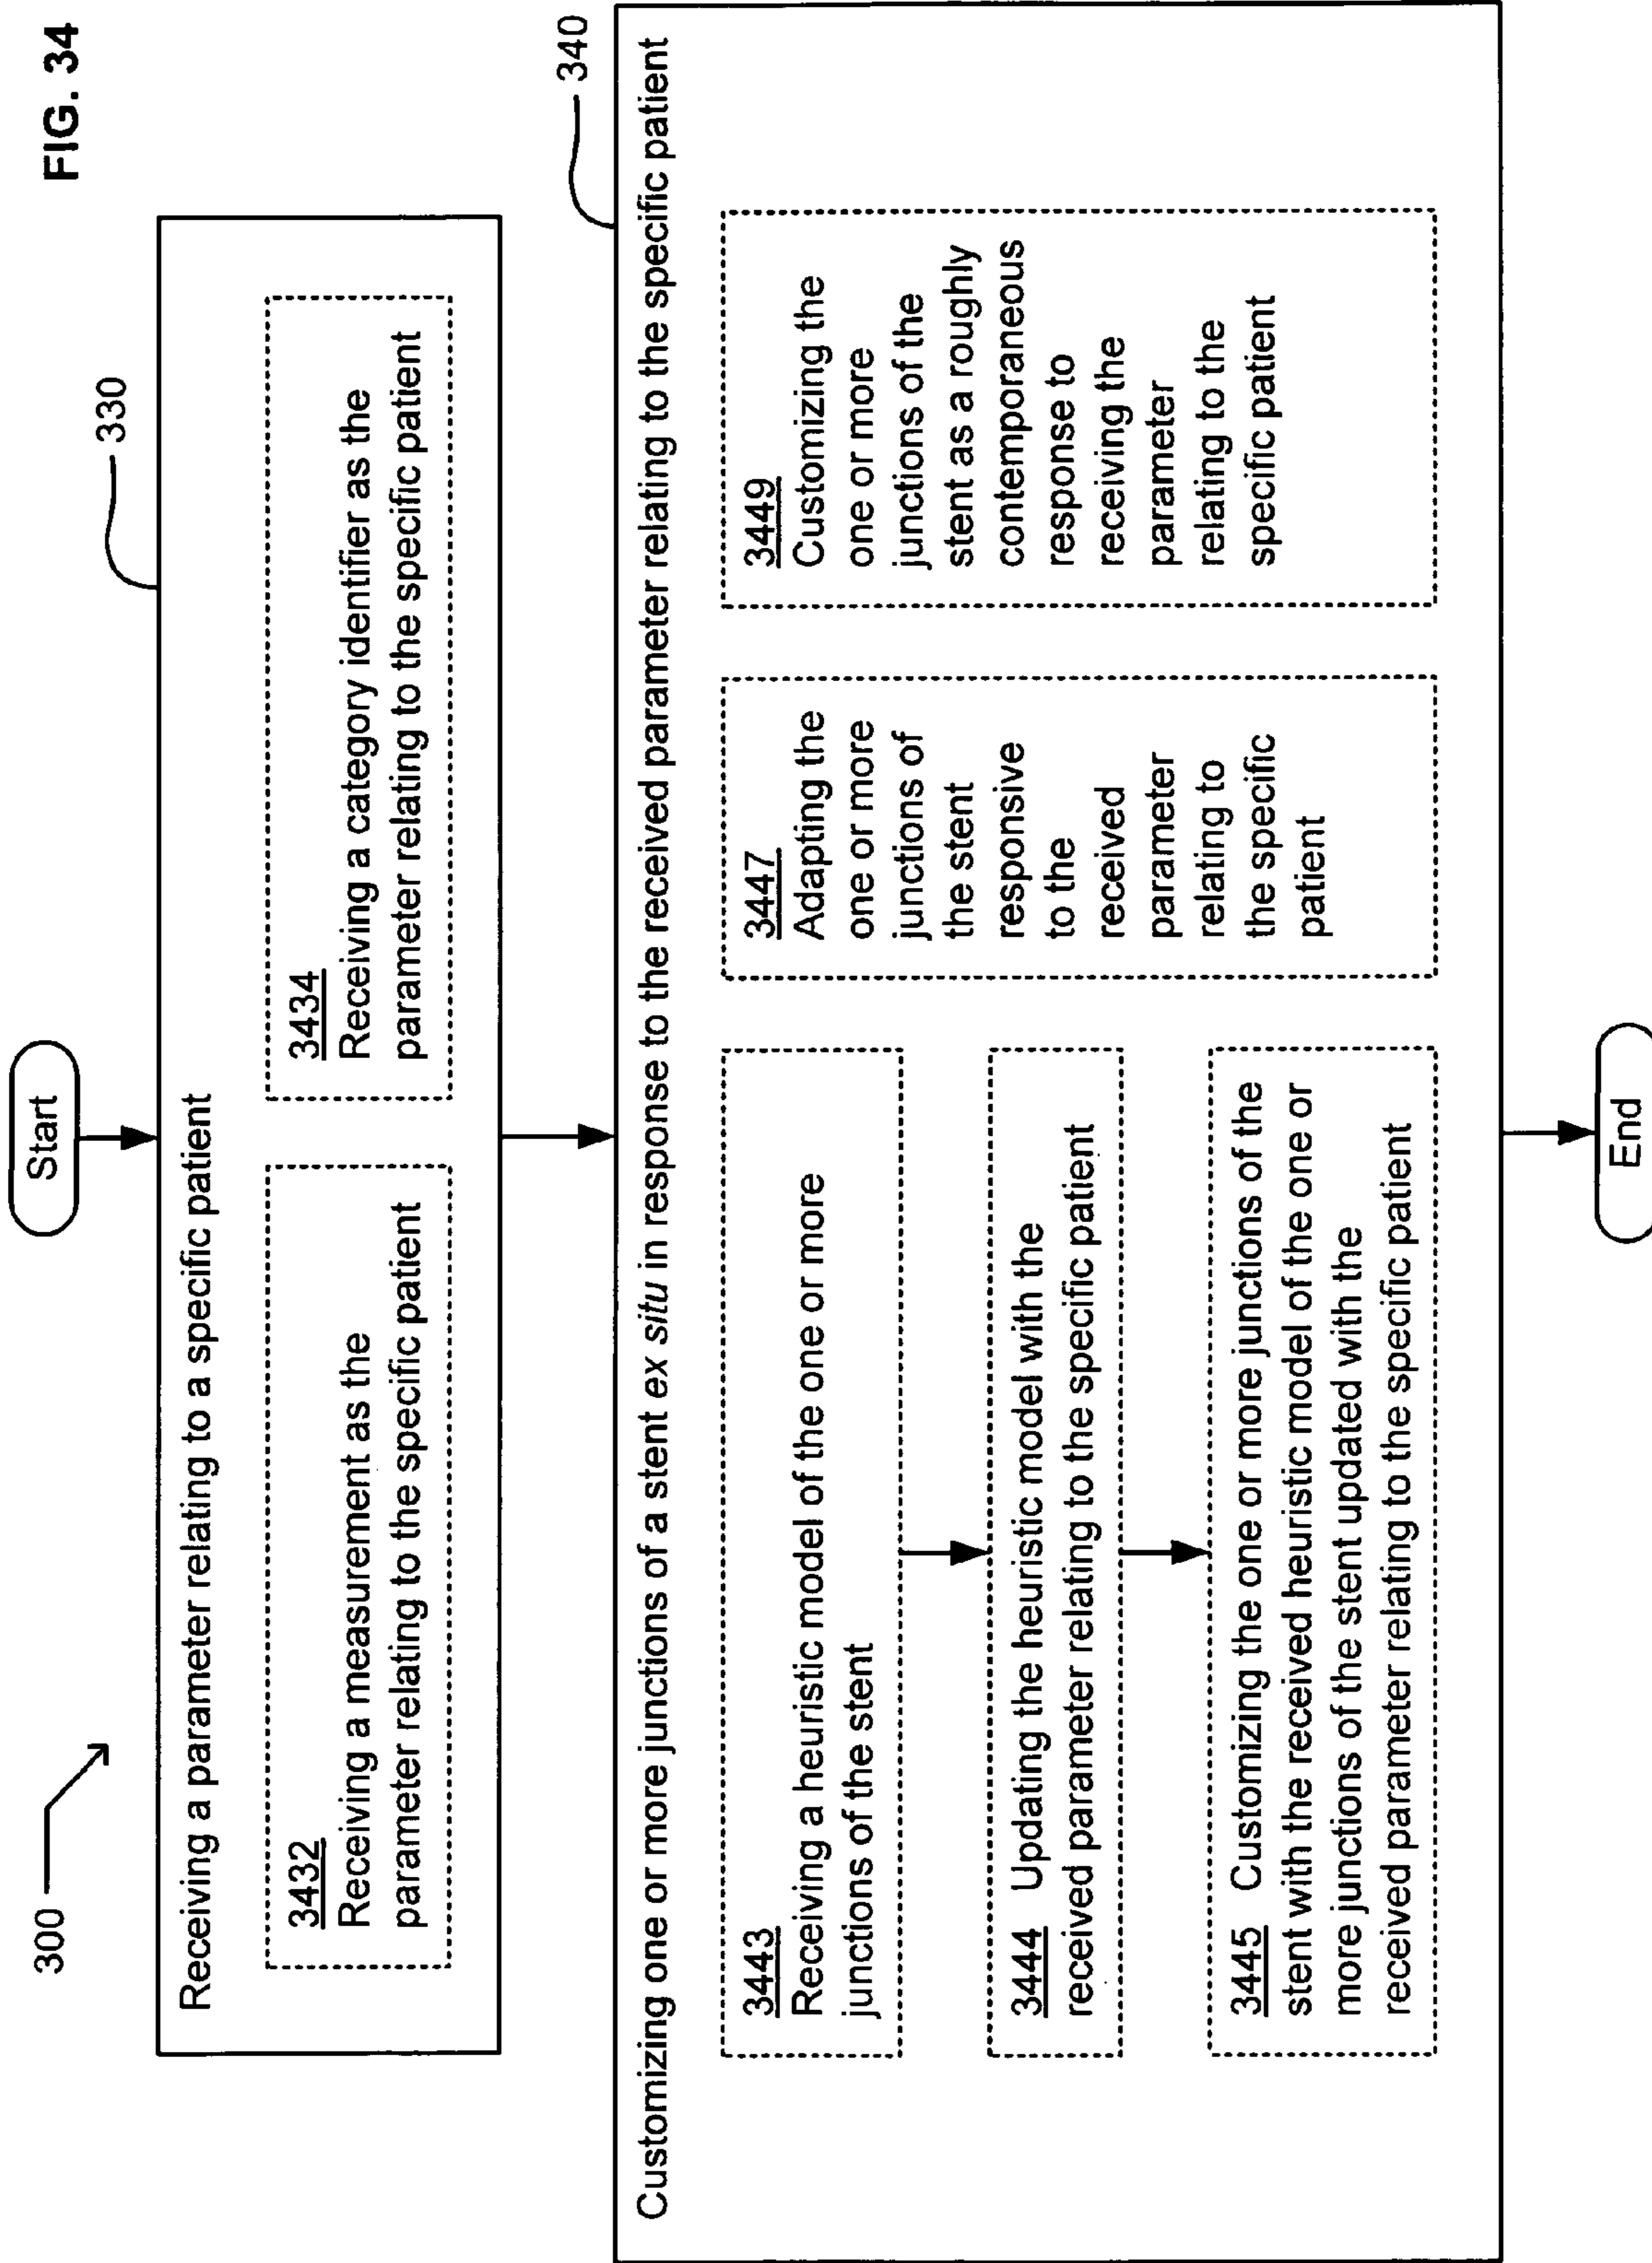 FIG. 34
300
Start
330
Receiving a parameter relating to a specific patient
3432
Receiving a measurement as the
parameter relating to the specific patient
3434
Receiving a category identifier as the
parameter relating to the specific patient
340
Customizing one or more junctions of a stent ex situ in response to the received parameter relating to the specific patient
3443
Receiving a heuristic model of the one or more
junctions of the stent
3444 Updating the heuristic model with the
received parameter relating to the specific patient
3445 Customizing the one or more junctions of the
stent with the received heuristic model of the one or
more junctions of the stent updated with the
received parameter relating to the specific patient
3447
Adapting the
one or more
junctions of
the stent
responsive
to the
received
parameter
relating to
the specific
patient
3449
Customizing the
one or more
junctions of the
stent as a roughly
contemporaneous
response to
receiving the
parameter
relating to the
specific patient
End